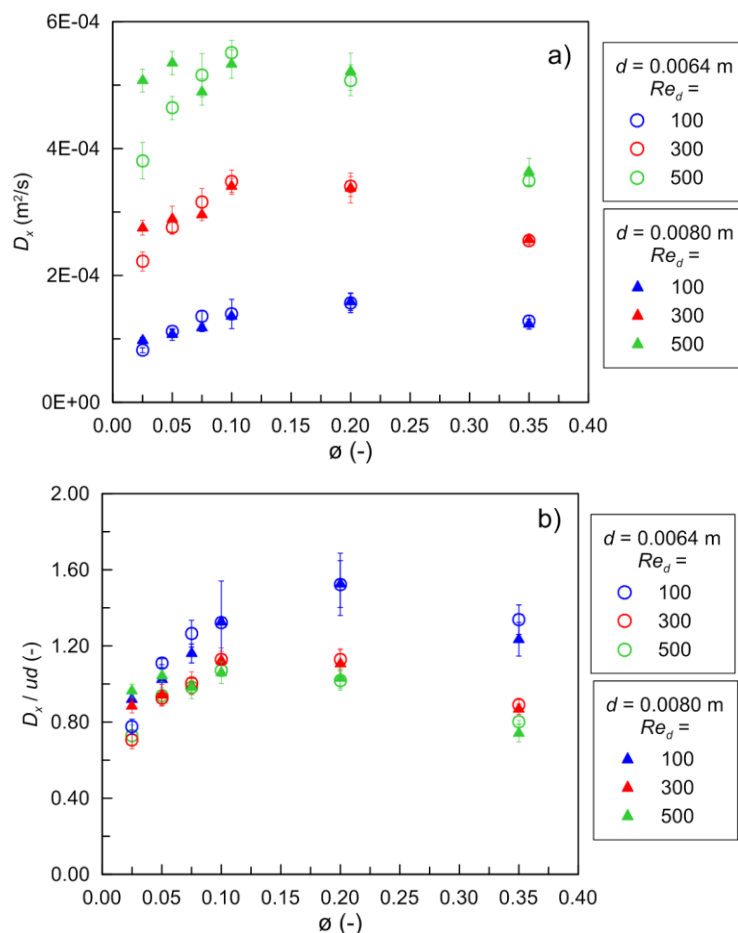 6E-04
4E-04
2E-04
0E+00
Dₓ (m²/s)
a)
0.00 0.05 0.10 0.15 0.20 0.25 0.30 0.35 0.40
ø (-)
d = 0.0064 m
Re_d =
100
300
500
d = 0.0080 m
Re_d =
100
300
500
2.00
1.60
1.20
0.80
0.40
0.00
Dₓ / ud (-)
b)
0.00 0.05 0.10 0.15 0.20 0.25 0.30 0.35 0.40
ø (-)
d = 0.0064 m
Re_d =
100
300
500
d = 0.0080 m
Re_d =
100
300
500